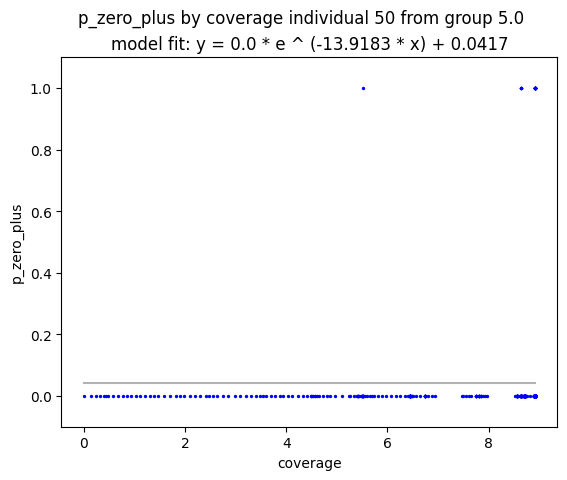 p_zero_plus by coverage individual 50 from group 5.0
model fit: y = 0.0 * e ^ (-13.9183 * x) + 0.0417
1.0
0.8
0.6
0.4
0.2
0.0
p_zero_plus
0 2 4 6 8
coverage